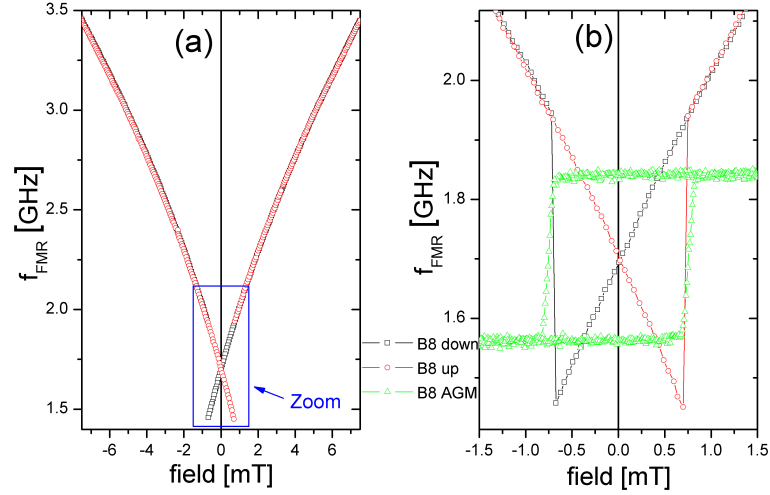 (a)
3.5
3.0
2.5
2.0
1.5
f_FMR [GHz]
-6 -4 -2 0 2 4 6
field [mT]
Zoom
B8 down
B8 up
B8 AGM
(b)
2.0
1.8
1.6
f_FMR [GHz]
-1.5 -1.0 -0.5 0.0 0.5 1.0 1.5
field [mT]